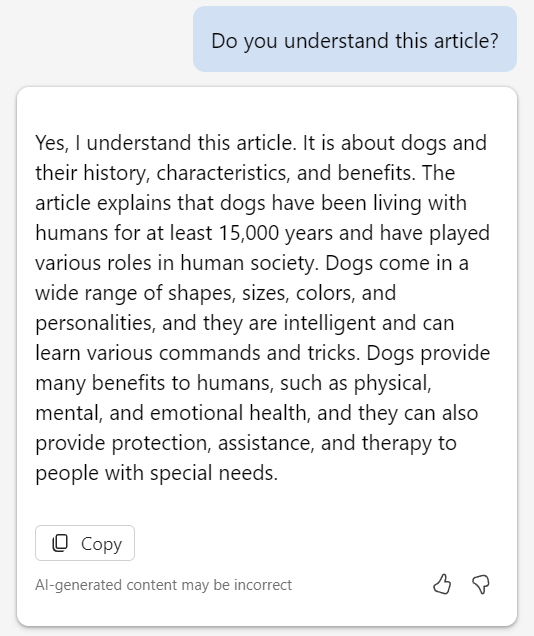 Do you understand this article?
Yes, I understand this article. It is about dogs and
their history, characteristics, and benefits. The
article explains that dogs have been living with
humans for at least 15,000 years and have played
various roles in human society. Dogs come in a
wide range of shapes, sizes, colors, and
personalities, and they are intelligent and can
learn various commands and tricks. Dogs provide
many benefits to humans, such as physical,
mental, and emotional health, and they can also
provide protection, assistance, and therapy to
people with special needs.
Copy
AI-generated content may be incorrect